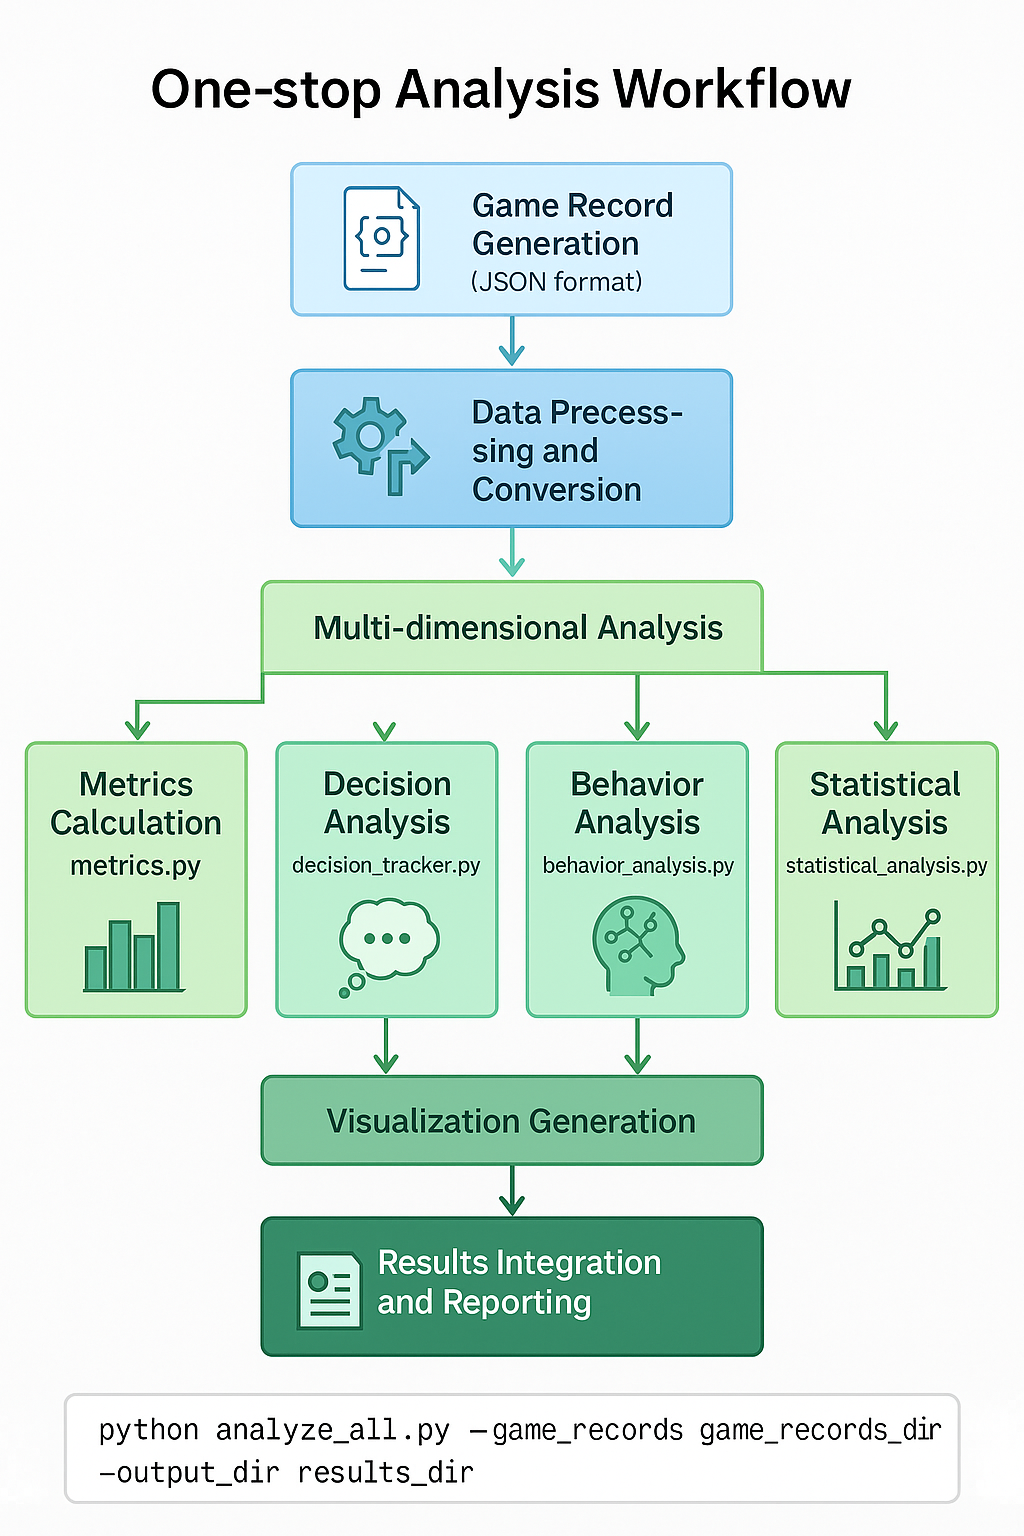 One-stop Analysis Workflow
Game Record
Generation
(JSON format)
Data Precess-
sing and
Conversion
Multi-dimensional Analysis
Metrics
Calculation
metrics.py
Decision
Analysis
decision_tracker.py
Behavior
Analysis
behavior_analysis.py
Statistical
Analysis
statistical_analysis.py
Visualization Generation
Results Integration
and Reporting
python analyze_all.py —game_records game_records_dir
—output_dir results_dir